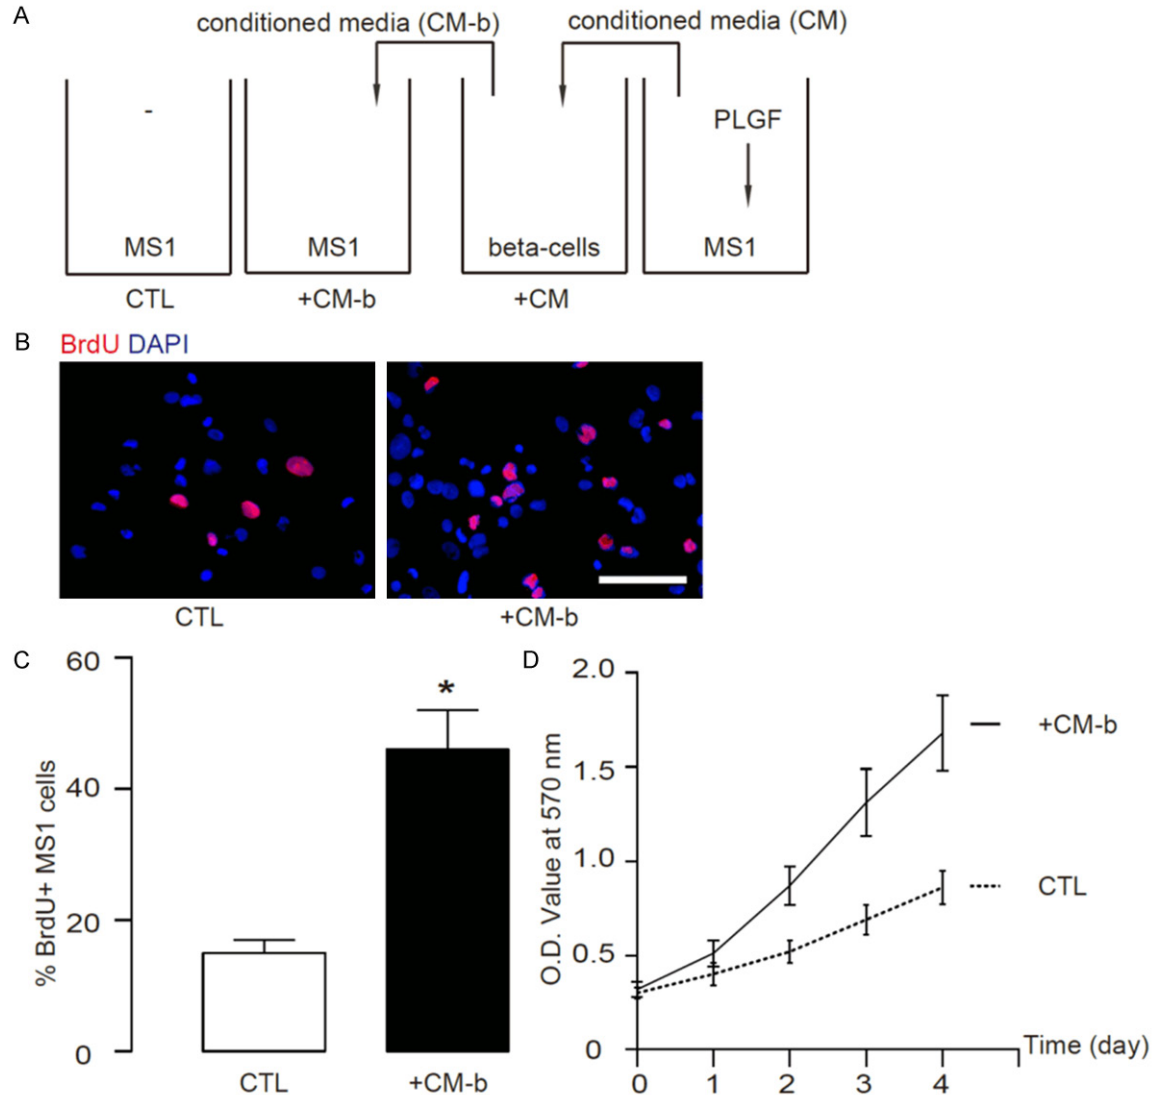 A
conditioned media (CM-b)
conditioned media (CM)
-
PLGF
MS1
MS1
beta-cells
MS1
CTL
+CM-b
+CM
B
BrdU DAPI
CTL
+CM-b
C
% BrdU+ MS1 cells
60
40
20
0
*
CTL
+CM-b
D
O.D. Value at 570 nm
2.0
1.5
1.0
0.5
0
+CM-b
CTL
Time (day)
0 1 2 3 4